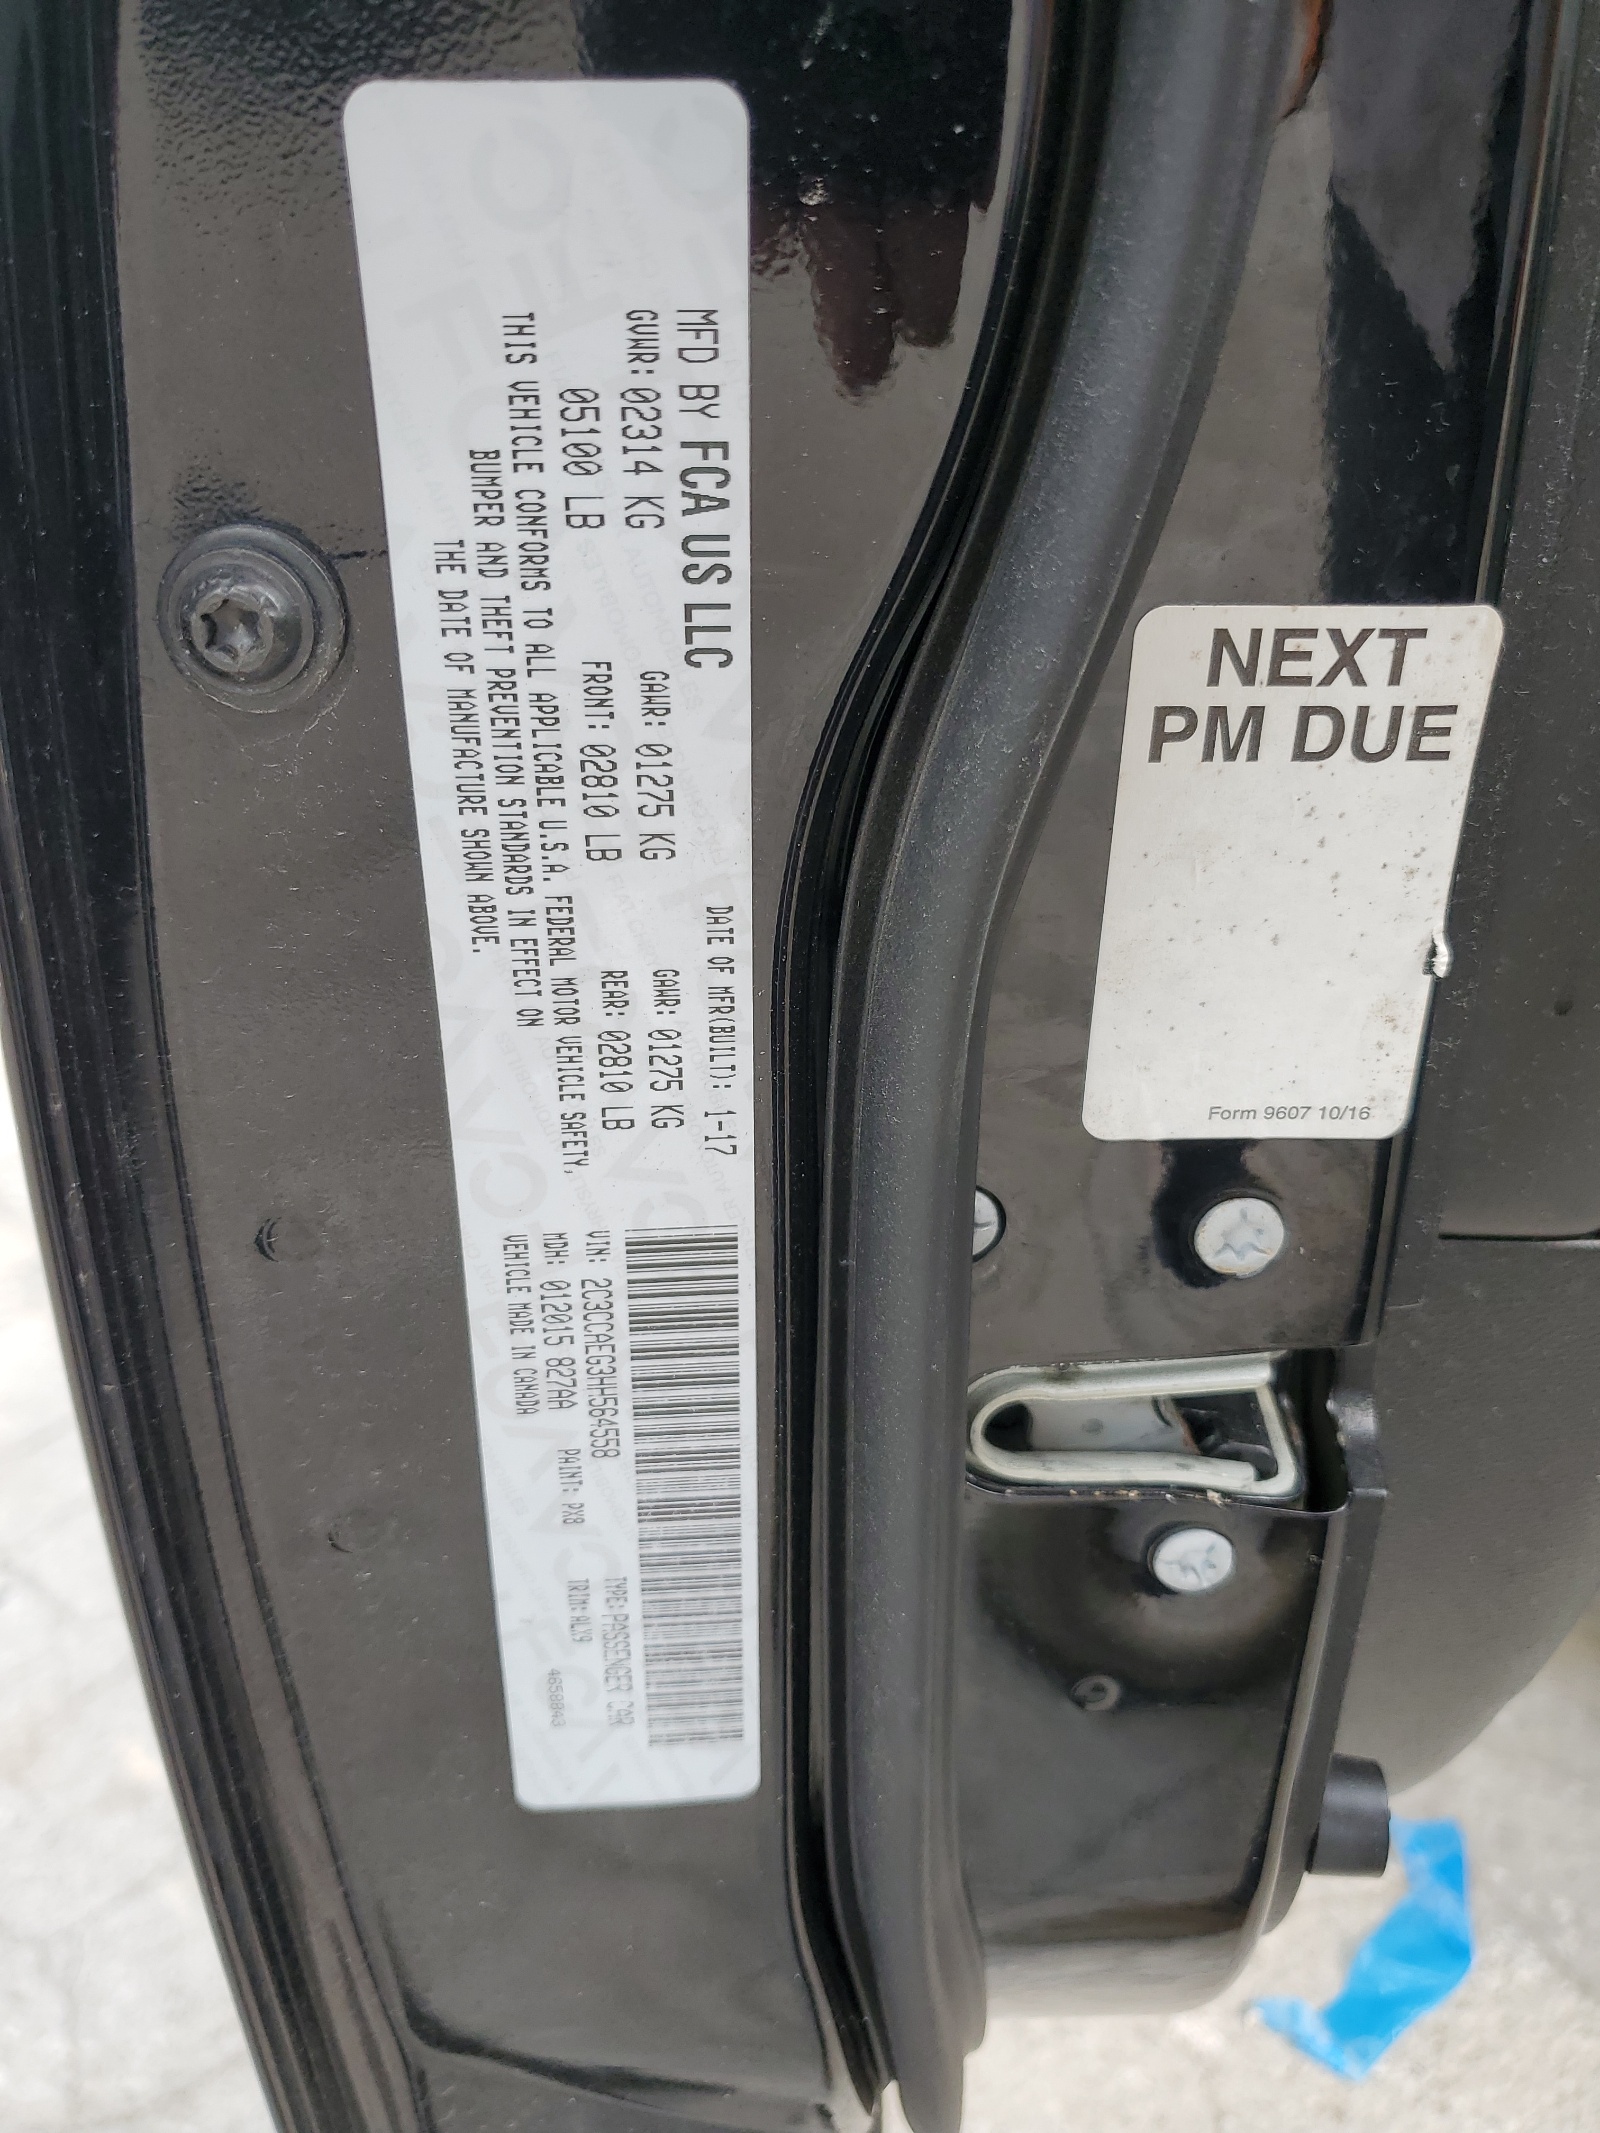 MFD BY FCA US LLC
DATE OF MFR(BUILT): 1-17
GVWR: 02314 KG
GAWR: 01275 KG
GAWR: 01275 KG
05100 LB
FRONT: 02810 LB
REAR: 02810 LB
THIS VEHICLE CONFORMS TO ALL APPLICABLE U.S.A. FEDERAL MOTOR VEHICLE SAFETY,
BUMPER AND THEFT PREVENTION STANDARDS IN EFFECT ON
THE DATE OF MANUFACTURE SHOWN ABOVE.
VIN: 2C3CCAEG3HH564558
TYPE: PASSENGER CAR
MDH: 012015 827AA
PAINT: PX8
TRIM: ALX9
VEHICLE MADE IN CANADA
4658843
NEXT
PM DUE
Form 9607 10/16